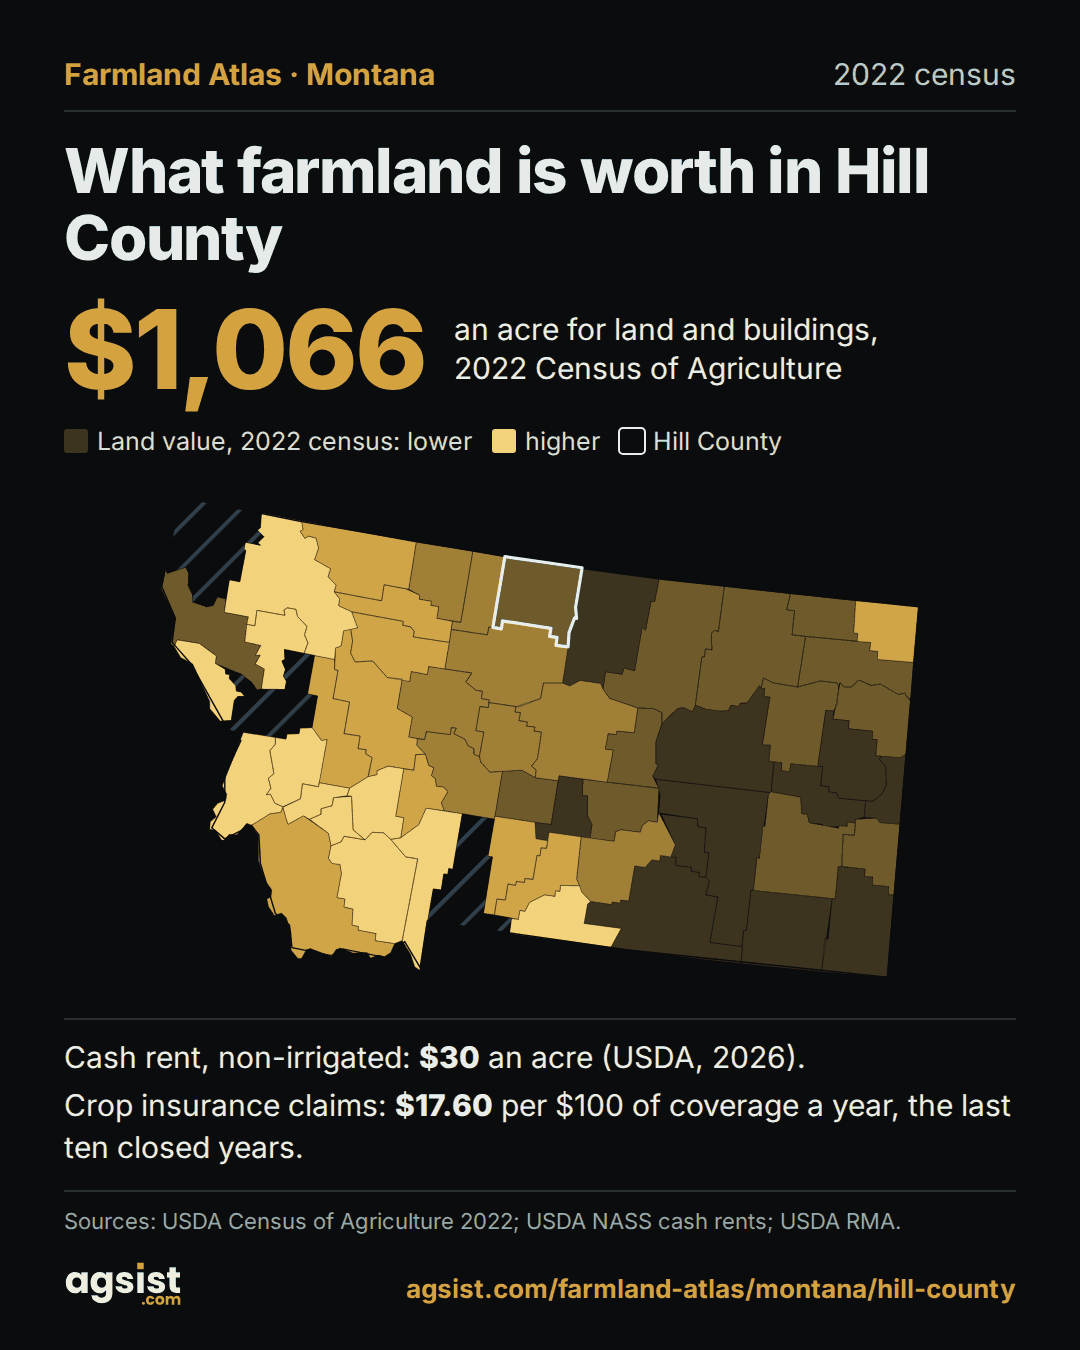 Farmland Atlas · Montana
2022 census
What farmland is worth in Hill
County
$1,066
an acre for land and buildings,
2022 Census of Agriculture
Land value, 2022 census: lower
higher
Hill County
Cash rent, non-irrigated: $30 an acre (USDA, 2026).
Crop insurance claims: $17.60 per $100 of coverage a year, the last
ten closed years.
Sources: USDA Census of Agriculture 2022; USDA NASS cash rents; USDA RMA.
agsist
.com
agsist.com/farmland-atlas/montana/hill-county